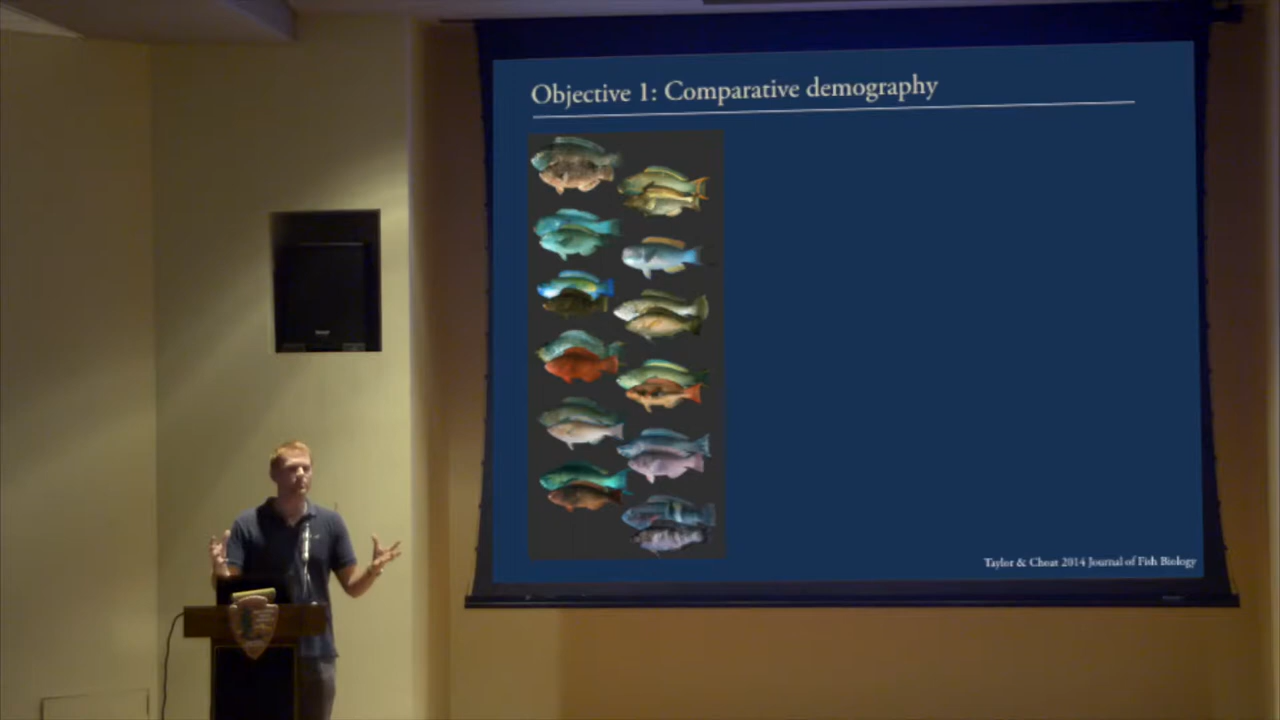 Objective 1: Comparative demography
Taylor & Choat 2014 Journal of Fish Biology